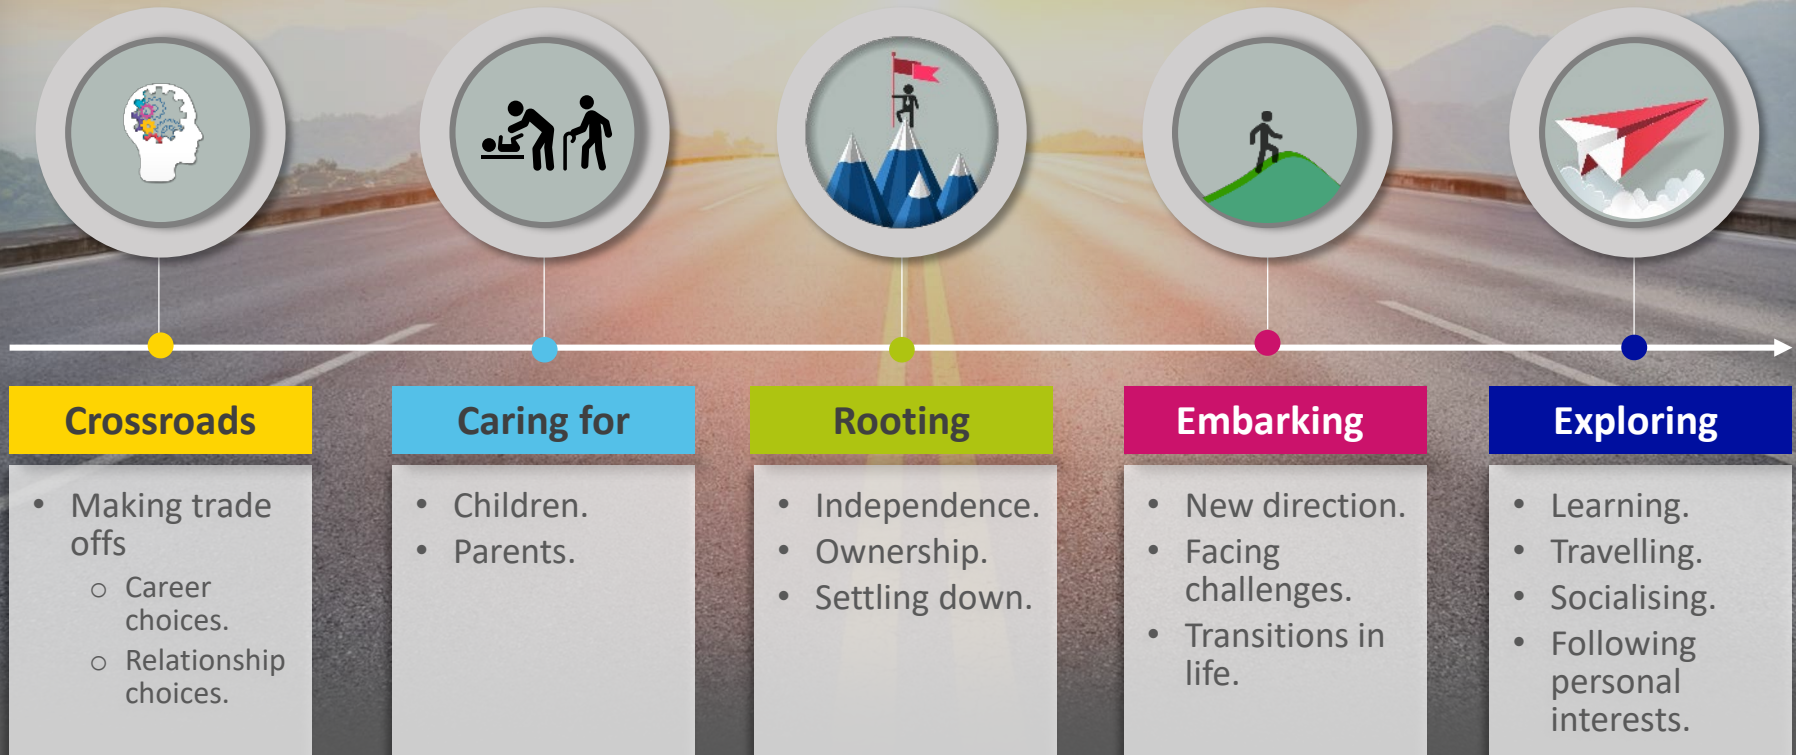 Crossroads
• Making trade
offs
o Career
choices.
o Relationship
choices.
Caring for
• Children.
• Parents.
Rooting
• Independence.
• Ownership.
• Settling down.
Embarking
• New direction.
• Facing
challenges.
• Transitions in
life.
Exploring
• Learning.
• Travelling.
• Socialising.
• Following
personal
interests.